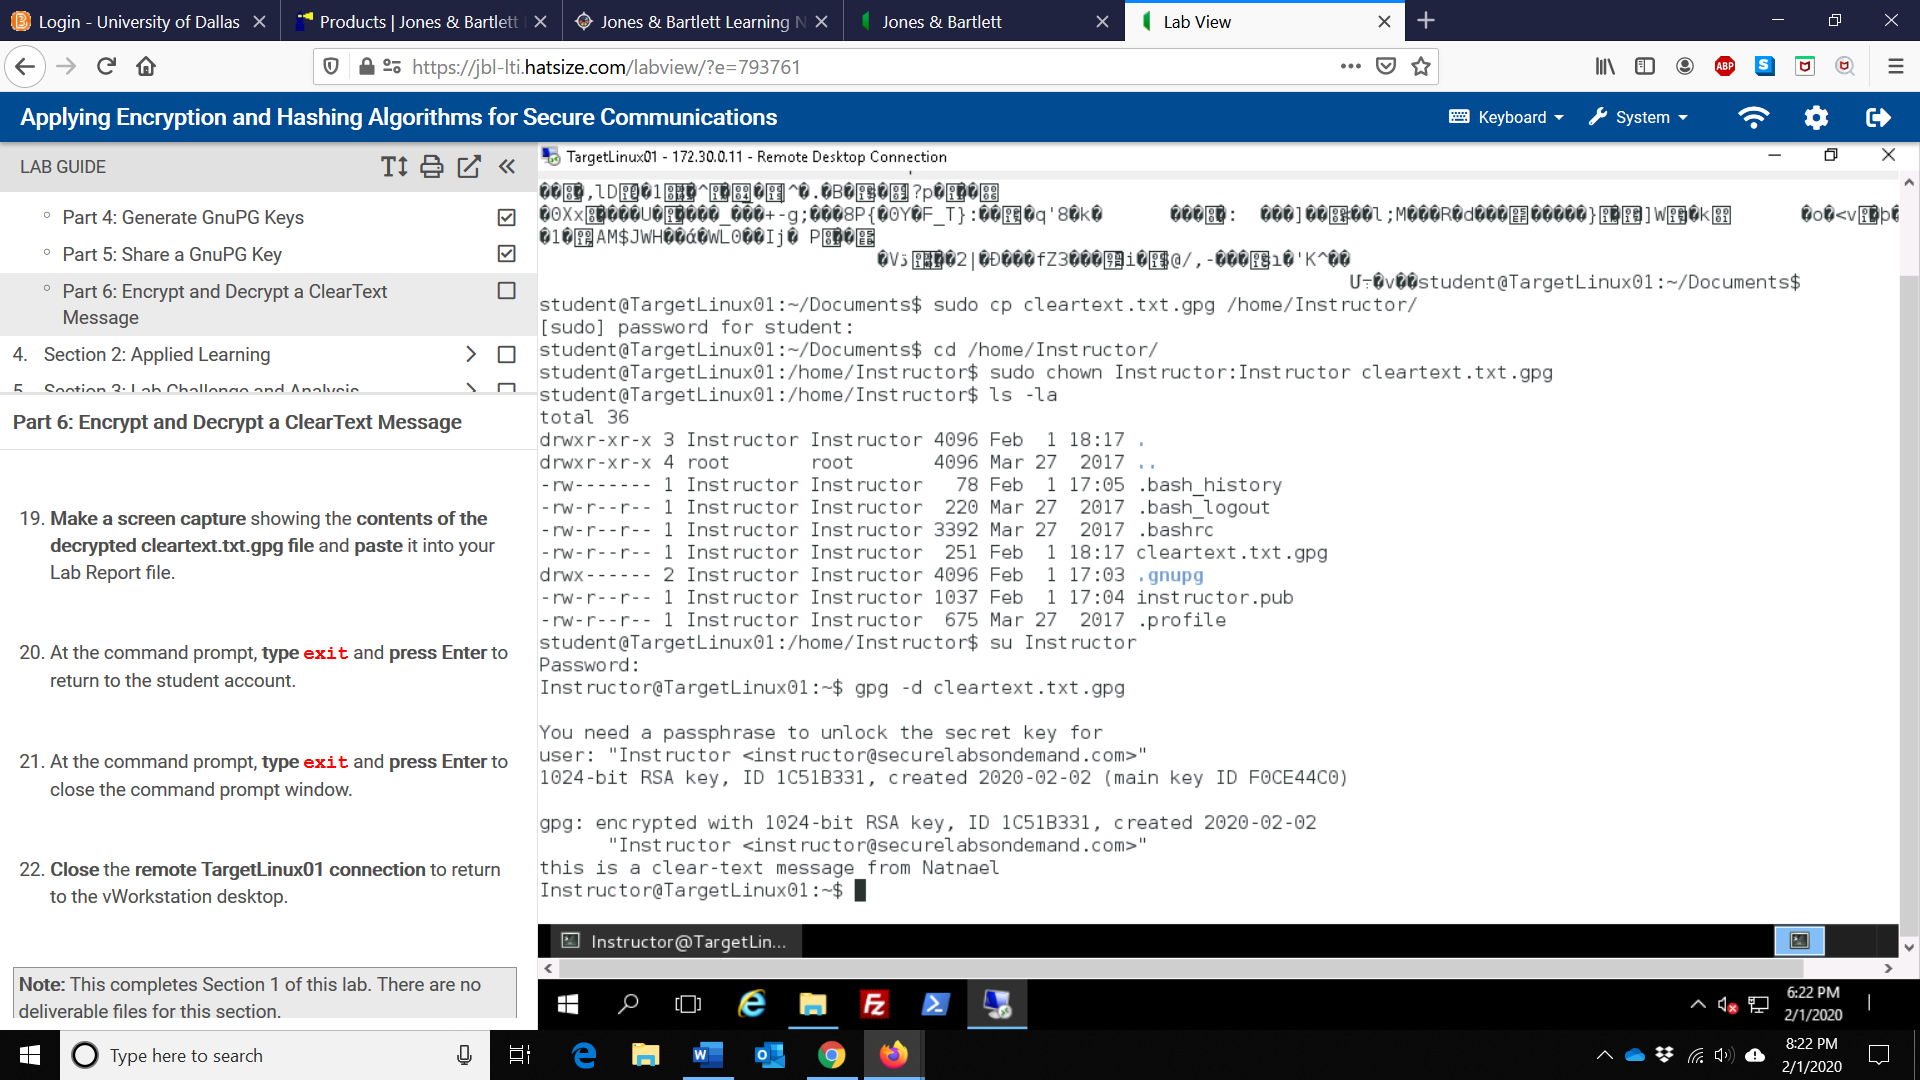 Login - University of Dallas
Products | Jones & Bartlett
Jones & Bartlett Learning N
Jones & Bartlett
Lab View
https://jbl-lti.hatsize.com/labview/?e=793761
ABP
S
Applying Encryption and Hashing Algorithms for Secure Communications
Keyboard
System
LAB GUIDE
Part 4: Generate GnuPG Keys
Part 5: Share a GnuPG Key
Part 6: Encrypt and Decrypt a ClearText
Message
4. Section 2: Applied Learning
5. Section 3: Lab Challenge and Analysis
Part 6: Encrypt and Decrypt a ClearText Message
19. Make a screen capture showing the contents of the
decrypted cleartext.txt.gpg file and paste it into your
Lab Report file.
20. At the command prompt, type exit and press Enter to
return to the student account.
21. At the command prompt, type exit and press Enter to
close the command prompt window.
22. Close the remote TargetLinux01 connection to return
to the vWorkstation desktop.
Note: This completes Section 1 of this lab. There are no
deliverable files for this section.
TargetLinux01 - 172.30.0.11 - Remote Desktop Connection
student@TargetLinux01:~/Documents$
student@TargetLinux01:~/Documents$ sudo cp cleartext.txt.gpg /home/Instructor/
[sudo] password for student:
student@TargetLinux01:~/Documents$ cd /home/Instructor/
student@TargetLinux01:/home/Instructor$ sudo chown Instructor:Instructor cleartext.txt.gpg
student@TargetLinux01:/home/Instructor$ ls -la
total 36
drwxr-xr-x 3 Instructor Instructor 4096 Feb  1 18:17 .
drwxr-xr-x 4 root       root       4096 Mar 27  2017 ..
-rw------- 1 Instructor Instructor   78 Feb  1 17:05 .bash_history
-rw-r--r-- 1 Instructor Instructor  220 Mar 27  2017 .bash_logout
-rw-r--r-- 1 Instructor Instructor 3392 Mar 27  2017 .bashrc
-rw-r--r-- 1 Instructor Instructor  251 Feb  1 18:17 cleartext.txt.gpg
drwx------ 2 Instructor Instructor 4096 Feb  1 17:03 .gnupg
-rw-r--r-- 1 Instructor Instructor 1037 Feb  1 17:04 instructor.pub
-rw-r--r-- 1 Instructor Instructor  675 Mar 27  2017 .profile
student@TargetLinux01:/home/Instructor$ su Instructor
Password:
Instructor@TargetLinux01:~$ gpg -d cleartext.txt.gpg
You need a passphrase to unlock the secret key for
user: "Instructor <instructor@securelabsondemand.com>"
1024-bit RSA key, ID 1C51B331, created 2020-02-02 (main key ID F0CE44C0)
gpg: encrypted with 1024-bit RSA key, ID 1C51B331, created 2020-02-02
"Instructor <instructor@securelabsondemand.com>"
this is a clear-text message from Natnael
Instructor@TargetLinux01:~$
Instructor@TargetLin...
6:22 PM
2/1/2020
Type here to search
8:22 PM
2/1/2020